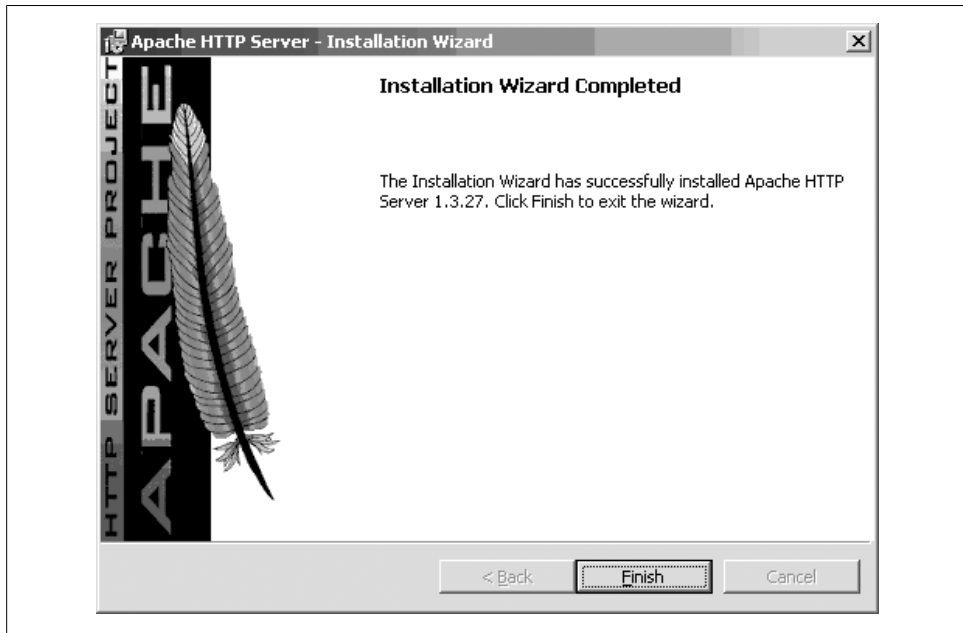 Apache HTTP Server - Installation Wizard
HTTP SERVER PROJECT
APACHE
Installation Wizard Completed
The Installation Wizard has successfully installed Apache HTTP
Server 1.3.27. Click Finish to exit the wizard.
< Back
Finish
Cancel